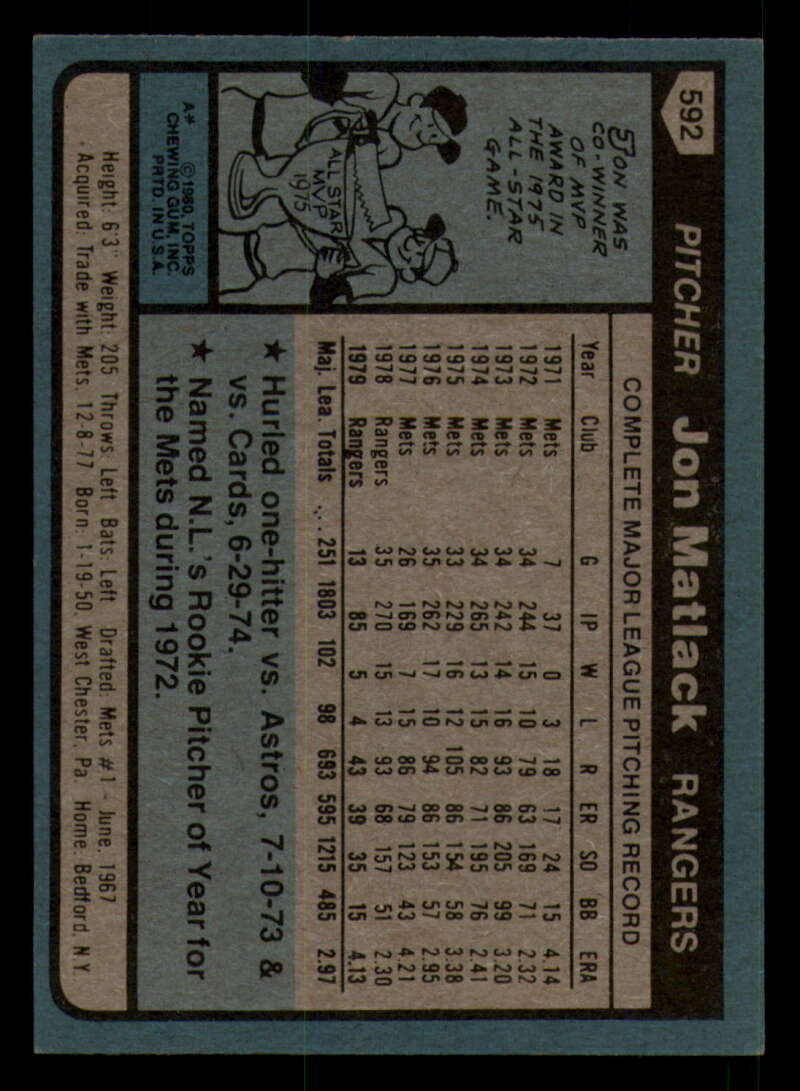 592 PITCHER Jon Matlack RANGERS
JON WAS
CO-WINNER
OF MVP
AWARD IN
THE 1975
ALL-STAR
GAME.
ALL STAR
MVP
1975
A* ©1980 TOPPS
CHEWING GUM, INC.
PRTD. IN U.S.A.
COMPLETE MAJOR LEAGUE PITCHING RECORD
Year Club G IP W L R ER SO BB ERA
1971 Mets 7 37 0 3 18 17 24 15 4.14
1972 Mets 34 244 15 10 79 63 169 71 2.32
1973 Mets 34 242 14 16 93 86 205 99 3.20
1974 Mets 34 265 13 15 82 71 195 76 2.41
1975 Mets 33 229 16 12 105 86 154 58 3.38
1976 Mets 35 262 17 10 94 86 153 57 2.95
1977 Mets 26 169 7 15 86 79 123 43 4.21
1978 Rangers 35 270 15 13 93 68 157 51 2.30
1979 Rangers 13 85 5 4 43 39 35 15 4.13
Maj. Lea. Totals ... 251 1803 102 98 693 595 1215 485 2.97
★ Hurled one-hitter vs. Astros, 7-10-73 &
vs. Cards, 6-29-74.
★ Named N.L.'s Rookie Pitcher of Year for
the Mets during 1972.
Height: 6'3" Weight: 205 Throws: Left Bats: Left Drafted: Mets #1 - June, 1967
Acquired: Trade with Mets, 12-8-77 Born: 1-19-50, West Chester, Pa. Home: Bedford, N.Y.